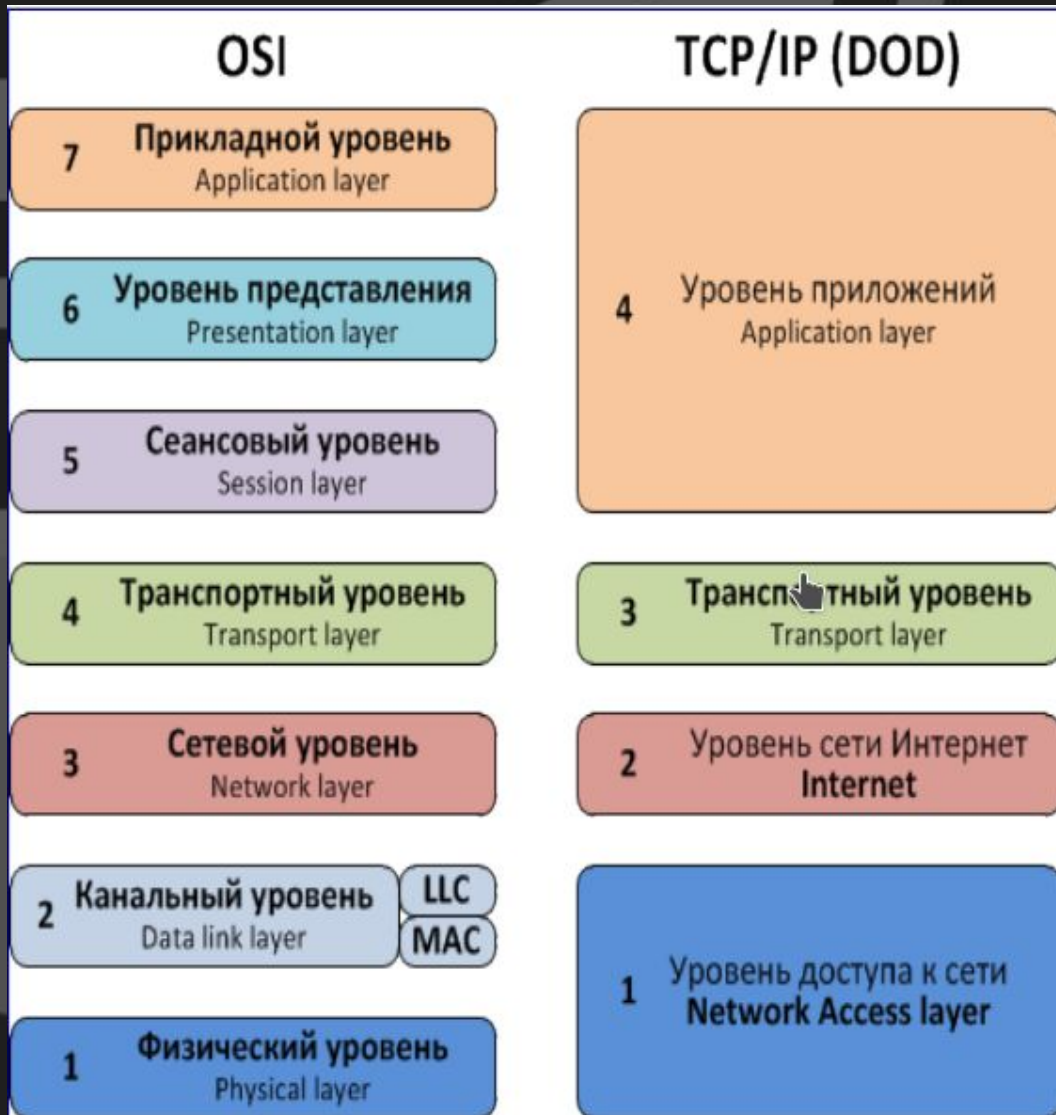 OSI
7
Прикладной уровень
Application layer
6
Уровень представления
Presentation layer
5
Сеансовый уровень
Session layer
4
Транспортный уровень
Transport layer
3
Сетевой уровень
Network layer
2
Канальный уровень
Data link layer
LLC
MAC
1
Физический уровень
Physical layer
TCP/IP (DOD)
4
Уровень приложений
Application layer
3
уровень
Transport layer
2
Уровень сети Интернет
Internet
1
Уровень доступа к сети
Network Access layer